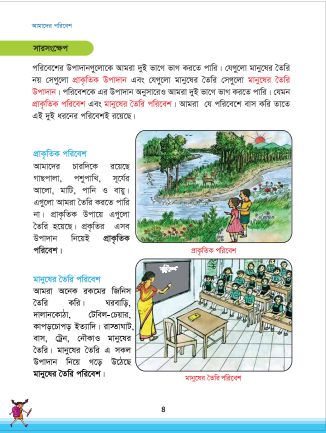 আমাদের পরিবেশ
সারসংক্ষেপ
পরিবেশের উপাদানগুলোকে আমরা দুই ভাগে ভাগ করতে পারি। যেগুলো মানুষের তৈরি
নয় সেগুলো প্রাকৃতিক উপাদান এবং যেগুলো মানুষের তৈরি সেগুলো মানুষের তৈরি
উপাদান। পরিবেশকে এর উপাদান অনুসারেও আমরা দুই ভাগে ভাগ করতে পারি। যেমন
প্রাকৃতিক পরিবেশ এবং মানুষের তৈরি পরিবেশ। আমরা যে পরিবেশে বাস করি তাতে
এই দুই ধরনের পরিবেশই রয়েছে।
প্রাকৃতিক পরিবেশ
আমাদের চারদিকে রয়েছে
গাছপালা, পশুপাখি, সূর্যের
আলো, মাটি, পানি ও বায়ু।
এগুলো আমরা তৈরি করতে পারি
না। প্রাকৃতিক উপায়ে এগুলো
তৈরি হয়েছে। প্রকৃতির এসব
উপাদান নিয়েই প্রাকৃতিক
পরিবেশ।
প্রাকৃতিক পরিবেশ
মানুষের তৈরি পরিবেশ
আমরা অনেক রকমের জিনিস
তৈরি করি। ঘরবাড়ি,
দালানকোঠা, টেবিল-চেয়ার,
কাপড়চোপড় ইত্যাদি। রাস্তাঘাট,
বাস, ট্রেন, নৌকাও মানুষের
তৈরি। মানুষের তৈরি এ সকল
উপাদান নিয়ে গড়ে উঠেছে
মানুষের তৈরি পরিবেশ।
মানুষের তৈরি পরিবেশ
৪